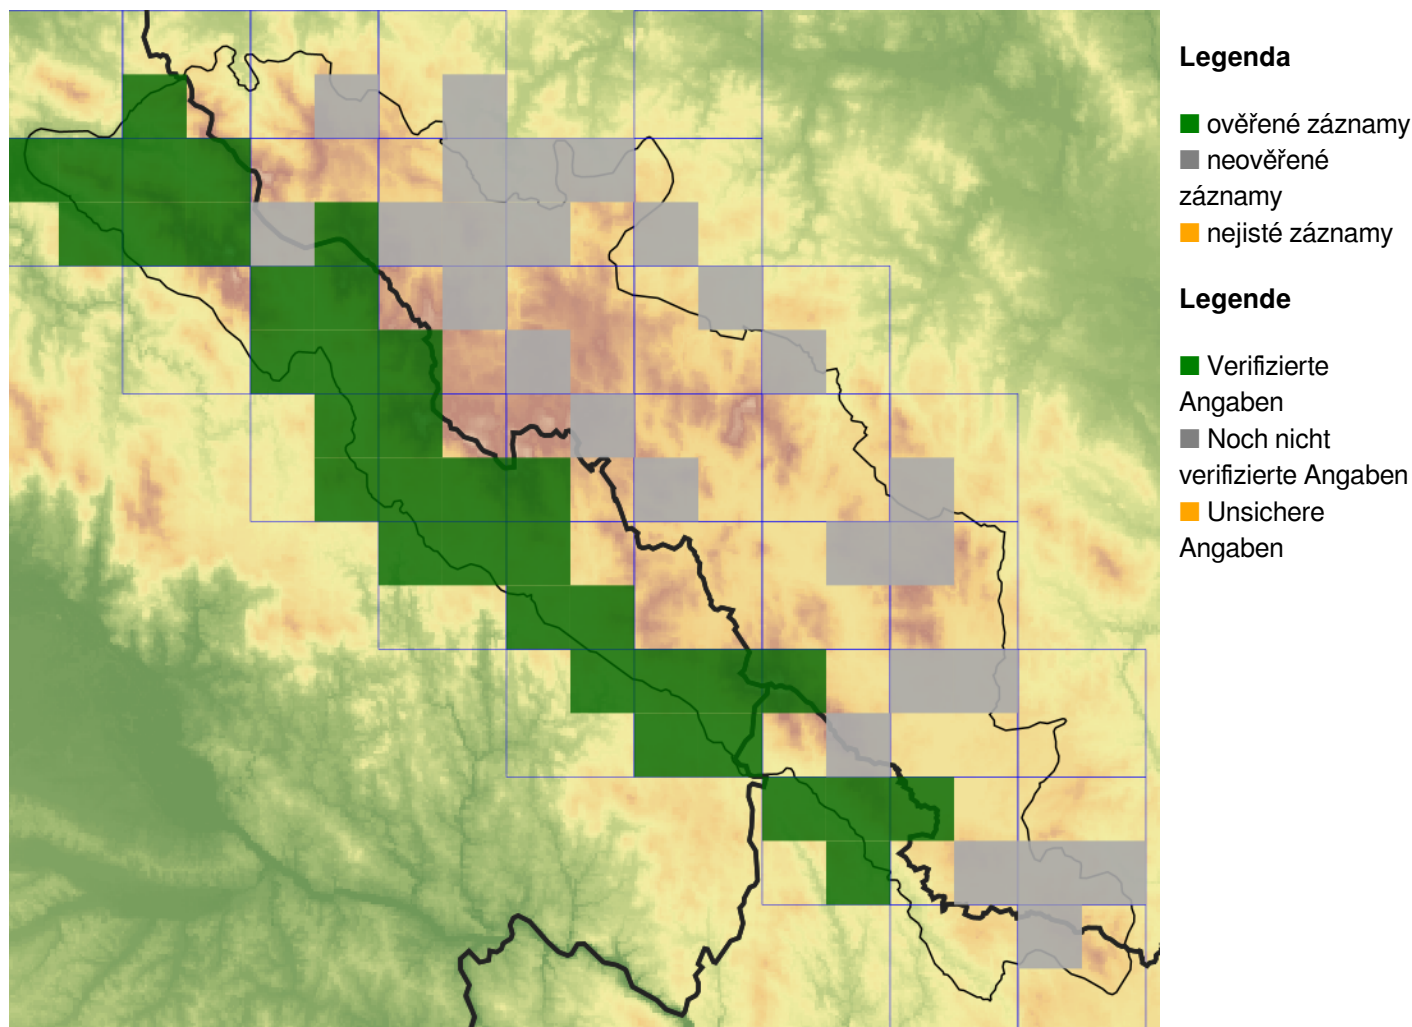 Legenda
ověřené záznamy
neověřené
záznamy
nejisté záznamy
Legende
Verifizierte
Angaben
Noch nicht
verifizierte Angaben
Unsichere
Angaben